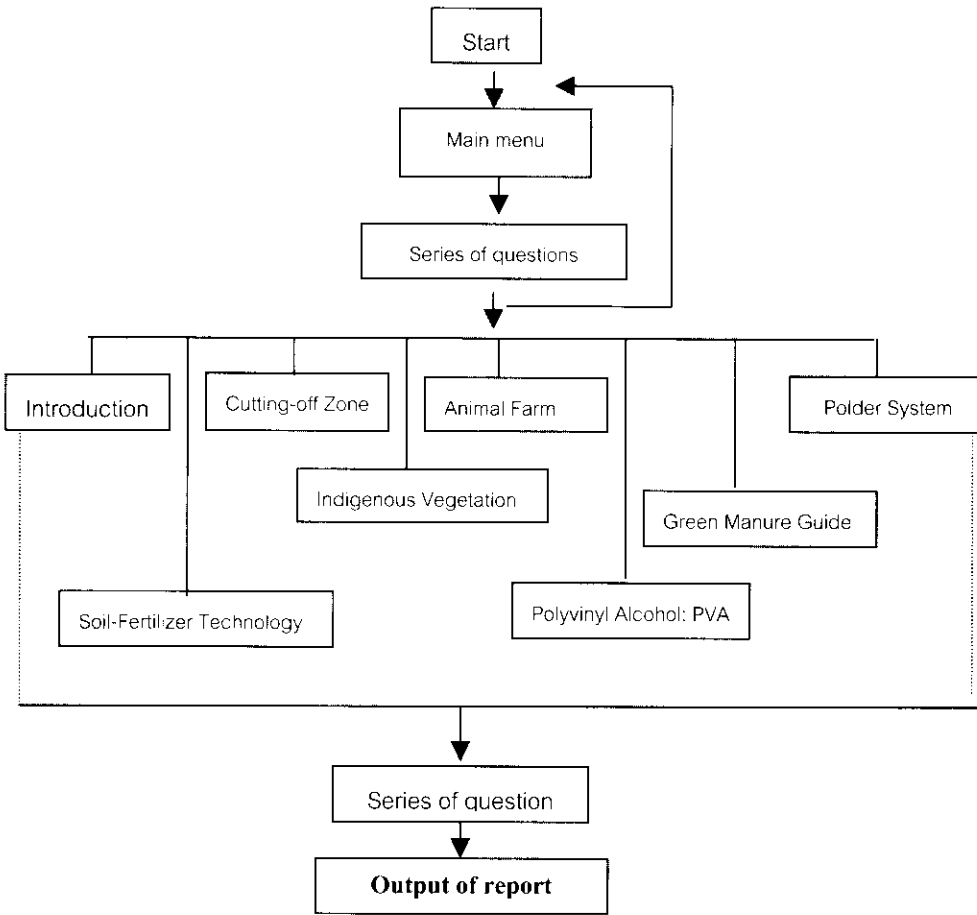 Start
Main menu
Series of questions
Introduction
Cutting-off Zone
Animal Farm
Polder System
Indigenous Vegetation
Green Manure Guide
Soil-Fertilizer Technology
Polyvinyl Alcohol: PVA
Series of question
Output of report